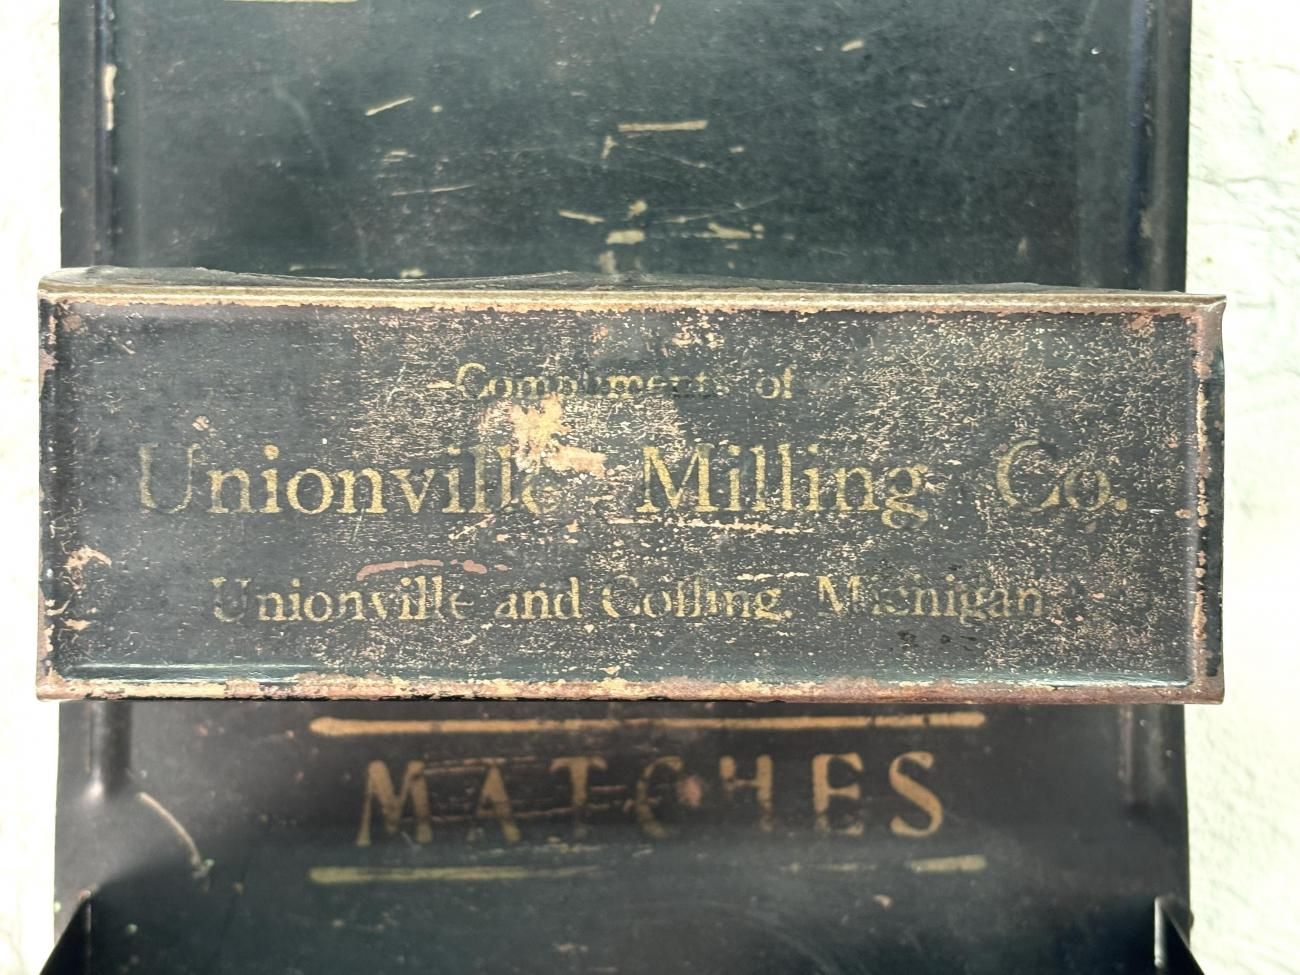 Compliments of
Unionville Milling Co.
Unionville and Colling, Michigan
MATCHES